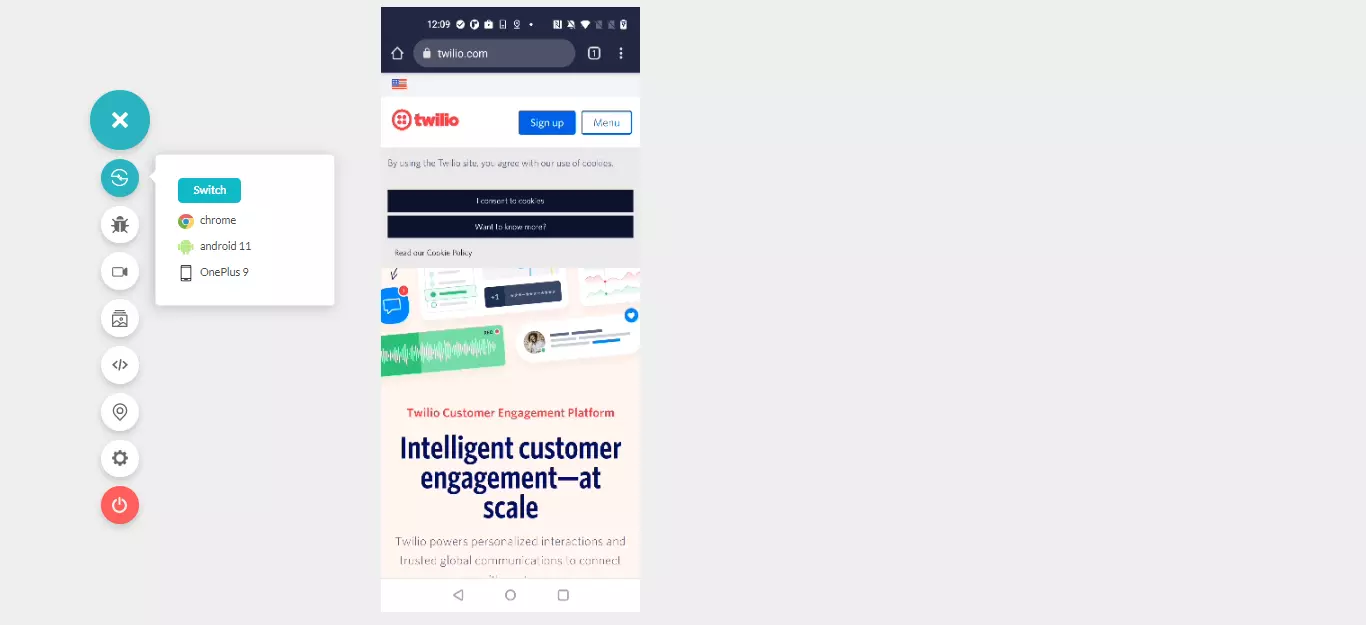 12:09
twilio.com
1
twilio
Sign up
Menu
By using the Twilio site, you agree with our use of cookies.
I consent to cookies
Want to know more?
Read our Cookie Policy
Switch
chrome
android 11
OnePlus 9
+1
Twilio Customer Engagement Platform
Intelligent customer
engagement—at
scale
Twilio powers personalized interactions and
trusted global communications to connect